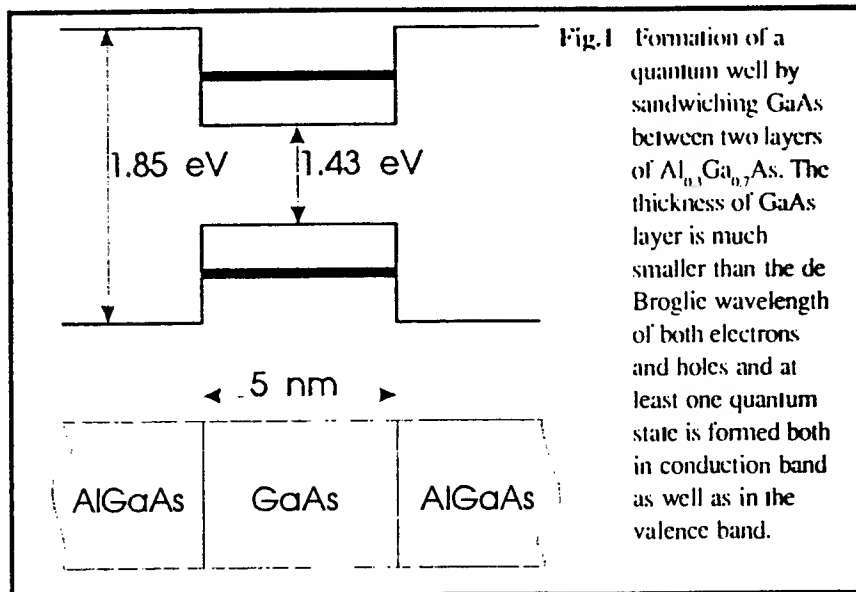 Fig.1 Formation of a
quantum well by
sandwiching GaAs
between two layers
of Al₀.₃Ga₀.₇As. The
thickness of GaAs
layer is much
smaller than the de
Broglie wavelength
of both electrons
and holes and at
least one quantum
state is formed both
in conduction band
as well as in the
valence band.
1.85 eV
1.43 eV
5 nm
AlGaAs
GaAs
AlGaAs